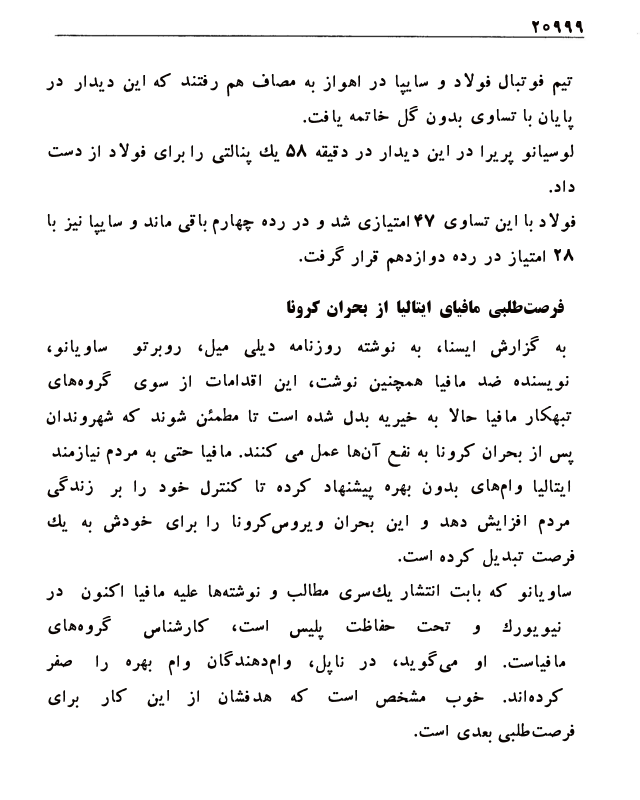 ۲۰۹۹۹
تیم فوتبال فولاد و سایپا در اهواز به مصاف هم رفتند که این دیدار در
پایان با تساوی بدون گل خاتمه یافت.
لوسیانو پریرا در این دیدار در دقیقه ۵۸ یك پنالتی را برای فولاد از دست
داد.
فولاد با این تساوی ۴۷ امتیازی شد و در رده چهارم باقی ماند و سایپا نیز با
۲۸ امتیاز در رده دوازدهم قرار گرفت.
فرصت‌طلبی مافیای ایتالیا از بحران کرونا
به گزارش ایسنا، به نوشته روزنامه دیلی میل، روبرتو ساویانو،
نویسنده ضد مافیا همچنین نوشت، این اقدامات از سوی گروه‌های
تبهکار مافیا حالا به خیریه بدل شده است تا مطمئن شوند که شهروندان
پس از بحران کرونا به نفع آن‌ها عمل می کنند. مافیا حتی به مردم نیازمند
ایتالیا وام‌های بدون بهره پیشنهاد کرده تا کنترل خود را بر زندگی
مردم افزایش دهد و این بحران ویروس‌کرونا را برای خودش به یك
فرصت تبدیل کرده است.
ساویانو که بابت انتشار یك‌سری مطالب و نوشته‌ها علیه مافیا اکنون در
نیویورك و تحت حفاظت پلیس است، کارشناس گروه‌های
مافیاست. او می‌گوید، در ناپل، وام‌دهندگان وام بهره را صفر
کرده‌اند. خوب مشخص است که هدفشان از این کار برای
فرصت‌طلبی بعدی است.